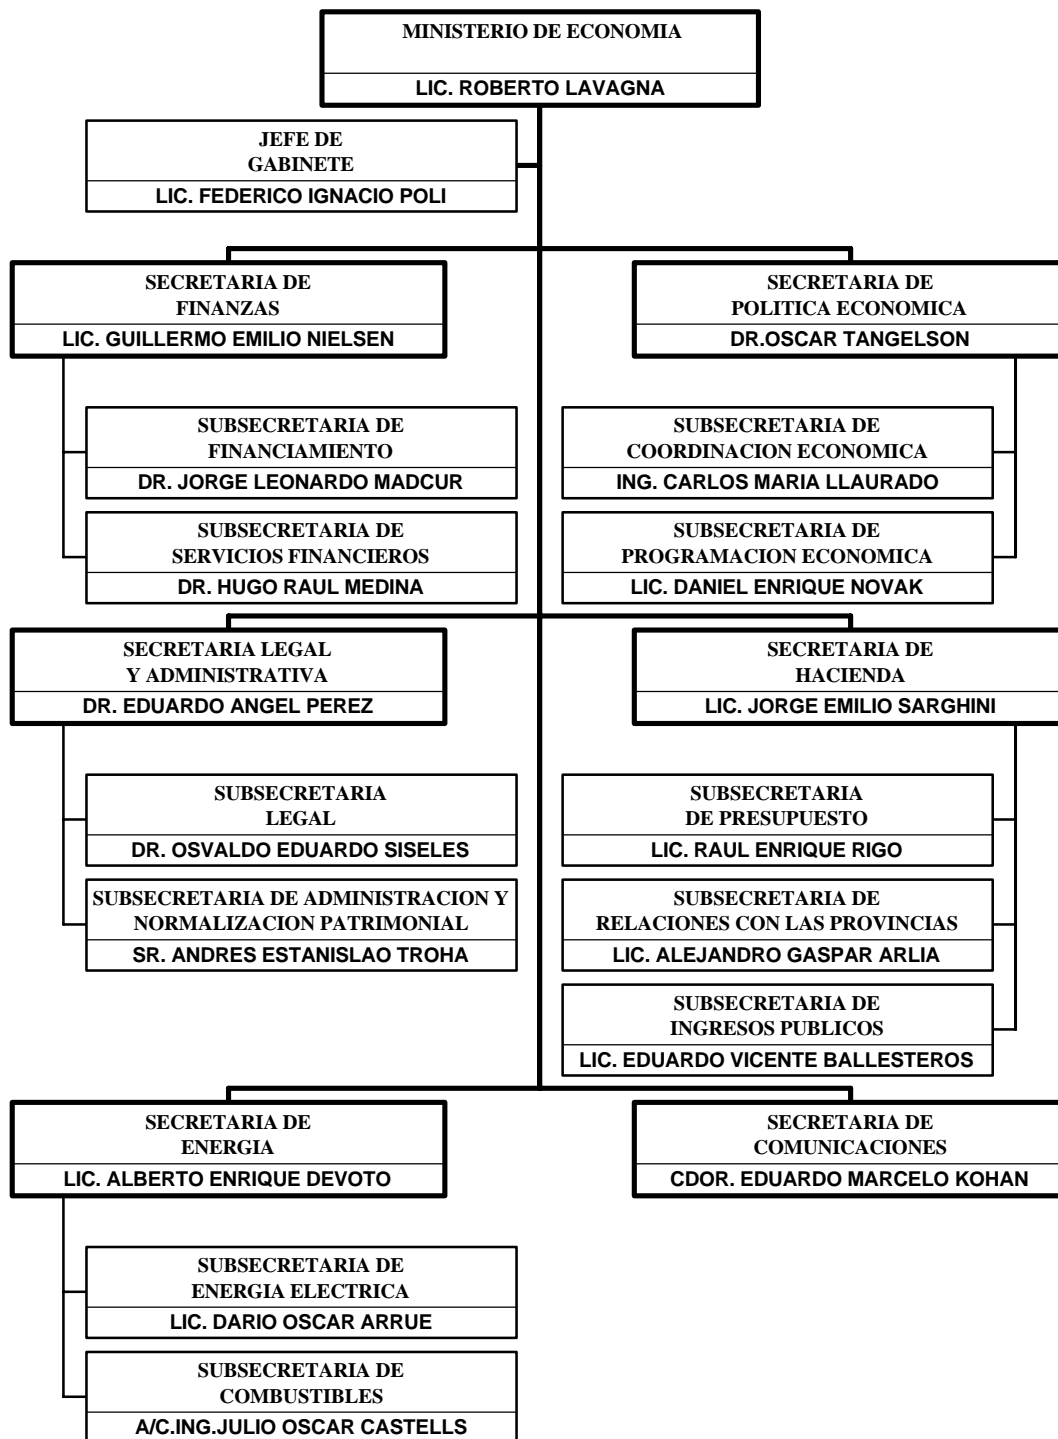 MINISTERIO DE ECONOMIA
LIC. ROBERTO LAVAGNA
JEFE DE
GABINETE
LIC. FEDERICO IGNACIO POLI
SECRETARIA DE
FINANZAS
LIC. GUILLERMO EMILIO NIELSEN
SECRETARIA DE
POLITICA ECONOMICA
DR.OSCAR TANGELSON
SUBSECRETARIA DE
FINANCIAMIENTO
DR. JORGE LEONARDO MADCUR
SUBSECRETARIA DE
COORDINACION ECONOMICA
ING. CARLOS MARIA LLAURADO
SUBSECRETARIA DE
SERVICIOS FINANCIEROS
DR. HUGO RAUL MEDINA
SUBSECRETARIA DE
PROGRAMACION ECONOMICA
LIC. DANIEL ENRIQUE NOVAK
SECRETARIA LEGAL
Y ADMINISTRATIVA
DR. EDUARDO ANGEL PEREZ
SECRETARIA DE
HACIENDA
LIC. JORGE EMILIO SARGHINI
SUBSECRETARIA
LEGAL
DR. OSVALDO EDUARDO SISELES
SUBSECRETARIA
DE PRESUPUESTO
LIC. RAUL ENRIQUE RIGO
SUBSECRETARIA DE ADMINISTRACION Y
NORMALIZACION PATRIMONIAL
SR. ANDRES ESTANISLAO TROHA
SUBSECRETARIA DE
RELACIONES CON LAS PROVINCIAS
LIC. ALEJANDRO GASPAR ARLIA
SUBSECRETARIA DE
INGRESOS PUBLICOS
LIC. EDUARDO VICENTE BALLESTEROS
SECRETARIA DE
ENERGIA
LIC. ALBERTO ENRIQUE DEVOTO
SECRETARIA DE
COMUNICACIONES
CDOR. EDUARDO MARCELO KOHAN
SUBSECRETARIA DE
ENERGIA ELECTRICA
LIC. DARIO OSCAR ARRUE
SUBSECRETARIA DE
COMBUSTIBLES
A/C.ING.JULIO OSCAR CASTELLS